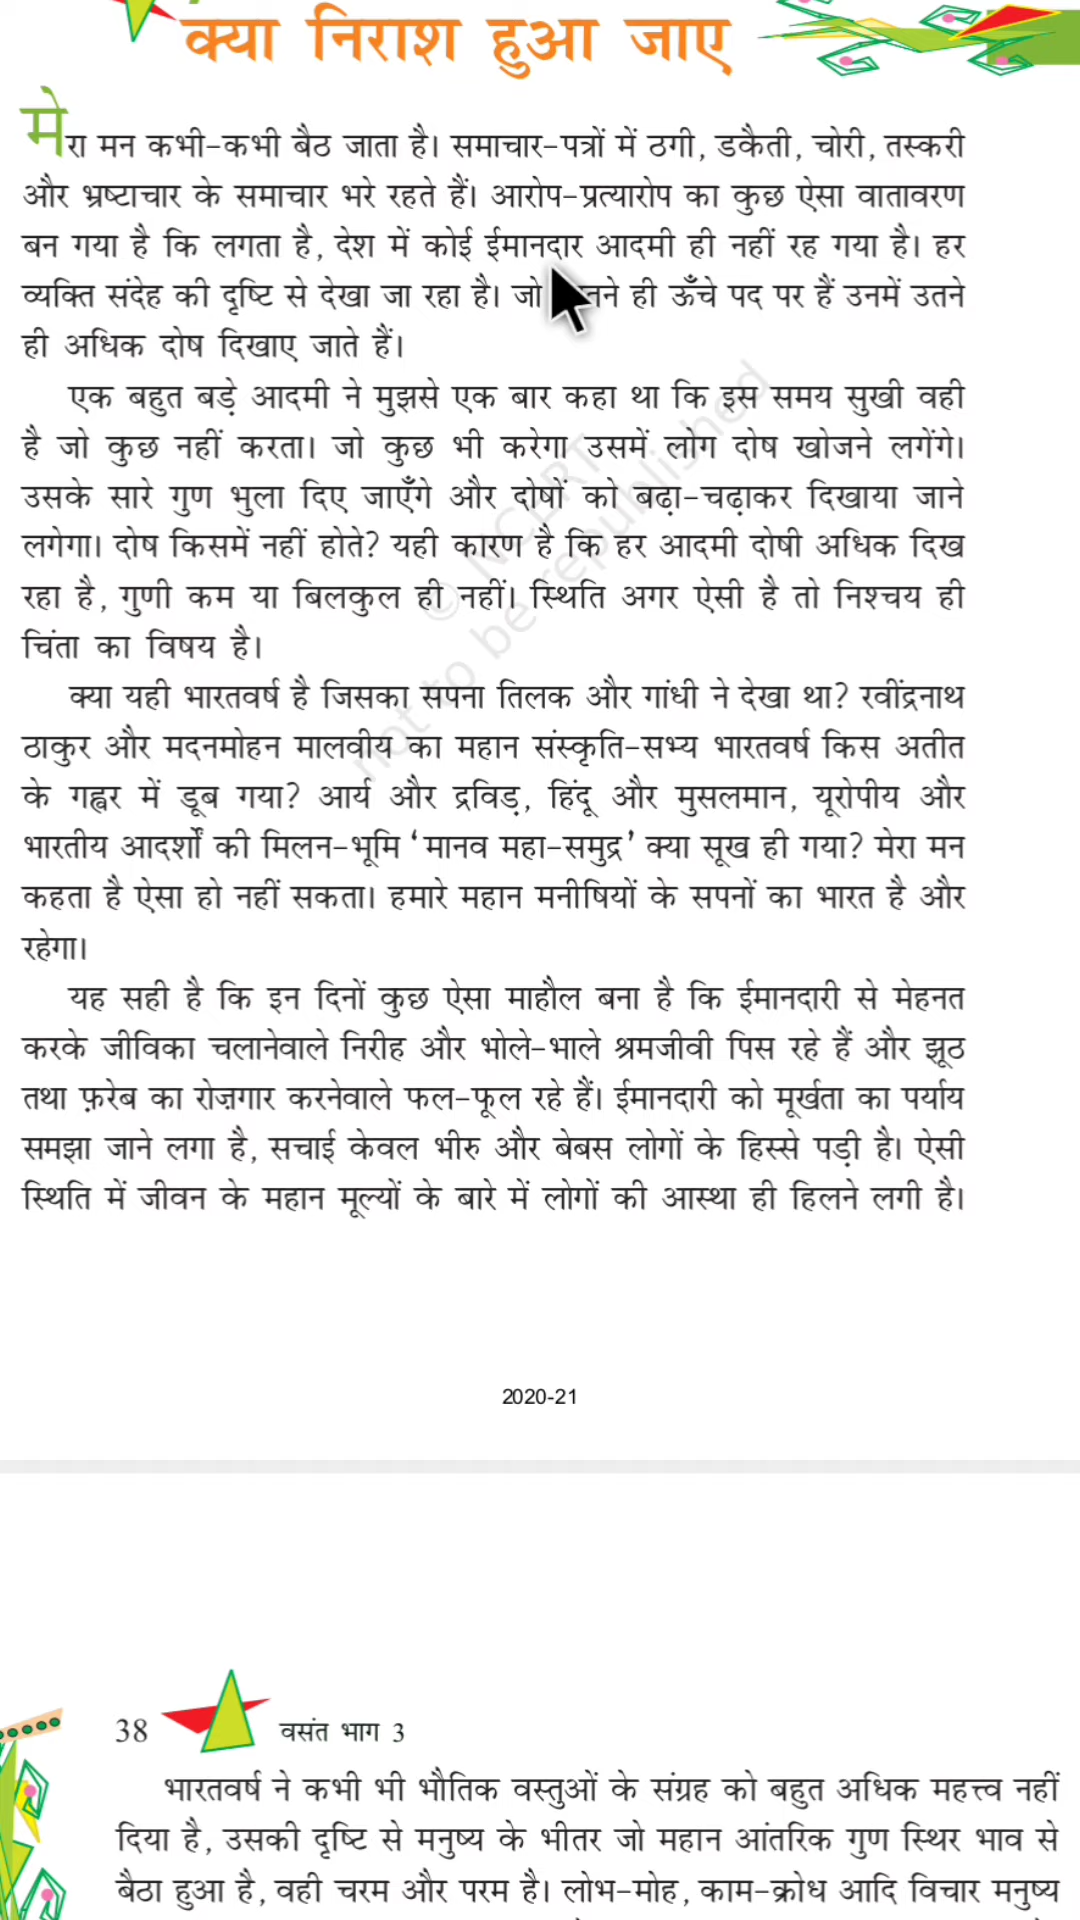 क्या निराश हुआ जाए
मेरा मन कभी-कभी बैठ जाता है। समाचार-पत्रों में ठगी, डकैती, चोरी, तस्करी
और भ्रष्टाचार के समाचार भरे रहते हैं। आरोप-प्रत्यारोप का कुछ ऐसा वातावरण
बन गया है कि लगता है, देश में कोई ईमानदार आदमी ही नहीं रह गया है। हर
व्यक्ति संदेह की दृष्टि से देखा जा रहा है। जो ही ऊँचे पद पर हैं उनमें उतने
ही अधिक दोष दिखाए जाते हैं।
एक बहुत बड़े आदमी ने मुझसे एक बार कहा था कि इस समय सुखी वही
है जो कुछ नहीं करता। जो कुछ भी करेगा उसमें लोग दोष खोजने लगेंगे।
उसके सारे गुण भुला दिए जाएँगे और दोषों को बढ़ा-चढ़ाकर दिखाया जाने
लगेगा। दोष किसमें नहीं होते? यही कारण है कि हर आदमी दोषी अधिक दिख
रहा है, गुणी कम या बिलकुल ही नहीं। स्थिति अगर ऐसी है तो निश्चय ही
चिंता का विषय है।
क्या यही भारतवर्ष है जिसका सपना तिलक और गांधी ने देखा था? रवींद्रनाथ
ठाकुर और मदनमोहन मालवीय का महान संस्कृति-सभ्य भारतवर्ष किस अतीत
के गह्वर में डूब गया? आर्य और द्रविड़, हिंदू और मुसलमान, यूरोपीय और
भारतीय आदर्शों की मिलन-भूमि ‘मानव महा-समुद्र’ क्या सूख ही गया? मेरा मन
कहता है ऐसा हो नहीं सकता। हमारे महान मनीषियों के सपनों का भारत है और
रहेगा।
यह सही है कि इन दिनों कुछ ऐसा माहौल बना है कि ईमानदारी से मेहनत
करके जीविका चलानेवाले निरीह और भोले-भाले श्रमजीवी पिस रहे हैं और झूठ
तथा फ़रेब का रोज़गार करनेवाले फल-फूल रहे हैं। ईमानदारी को मूर्खता का पर्याय
समझा जाने लगा है, सचाई केवल भीरु और बेबस लोगों के हिस्से पड़ी है। ऐसी
स्थिति में जीवन के महान मूल्यों के बारे में लोगों की आस्था ही हिलने लगी है।
© NCERT
not to be republished
2020-21
38 वसंत भाग 3
भारतवर्ष ने कभी भी भौतिक वस्तुओं के संग्रह को बहुत अधिक महत्त्व नहीं
दिया है, उसकी दृष्टि से मनुष्य के भीतर जो महान आंतरिक गुण स्थिर भाव से
बैठा हुआ है, वही चरम और परम है। लोभ-मोह, काम-क्रोध आदि विचार मनुष्य